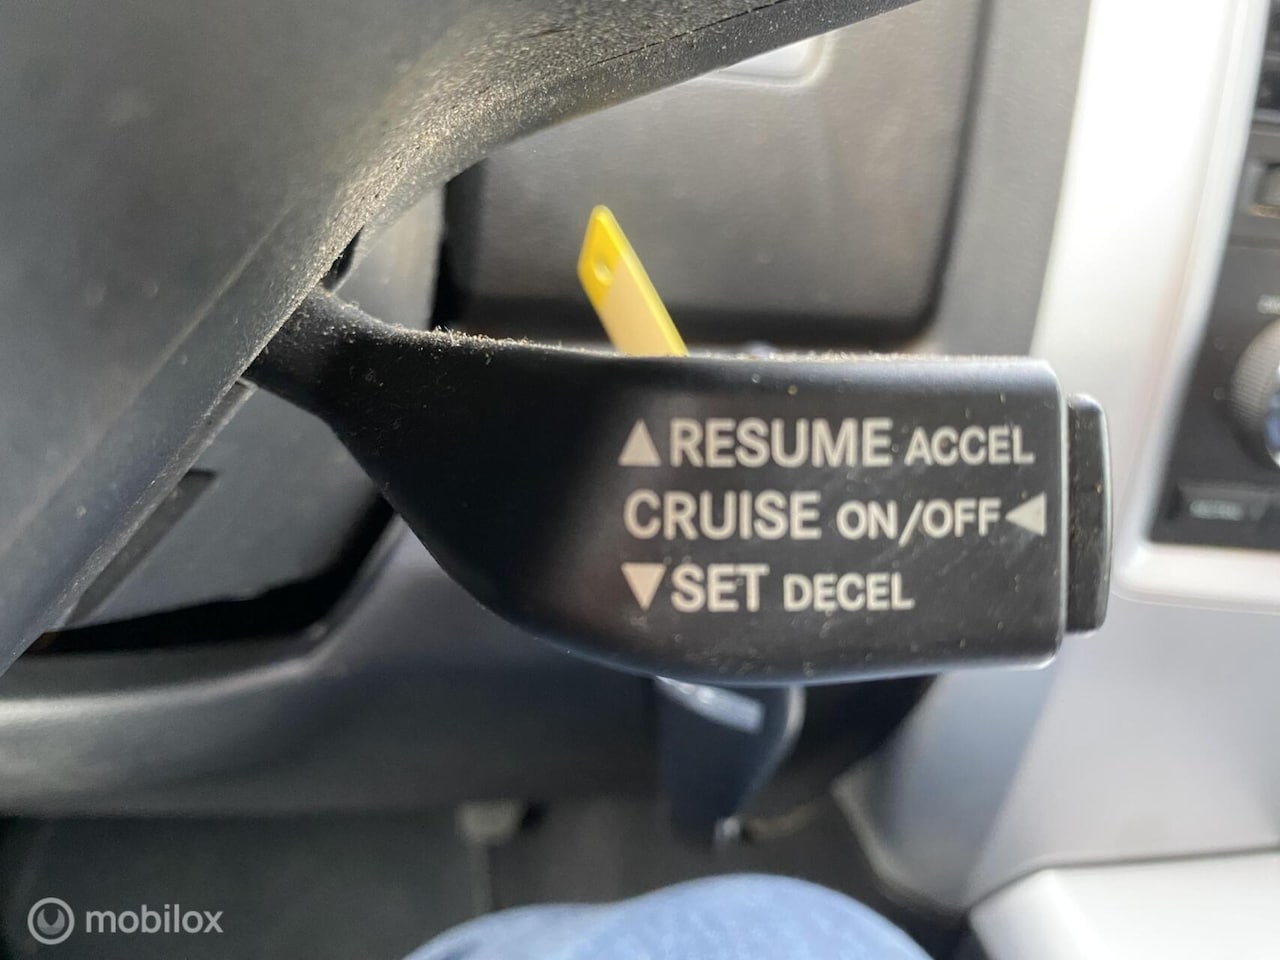 ▲RESUME ACCEL
CRUISE ON/OFF◀
▼SET DECEL
mobilox